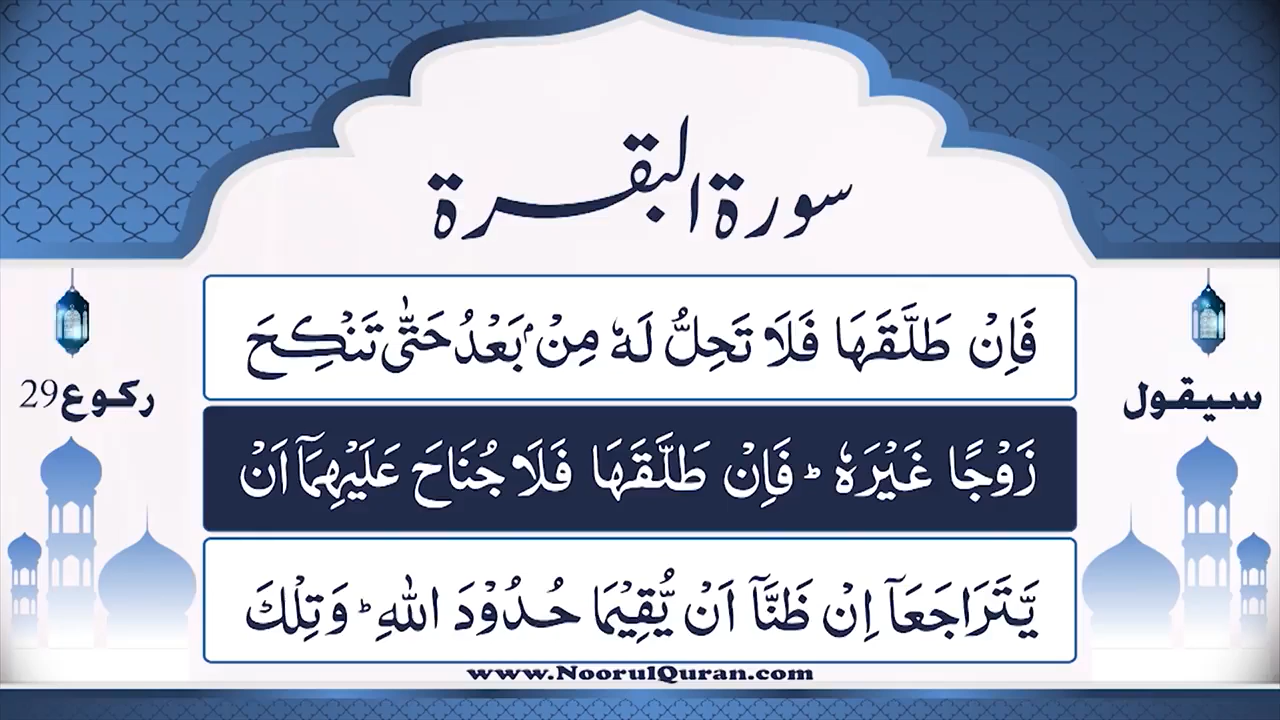 سورة البقرة
فَاِنْ طَلَّقَهَا فَلَا تَحِلُّ لَهٗ مِنْۢ بَعْدُ حَتّٰى تَنْكِحَ
سيقول
ركوع 29
زَوْجًا غَيْرَهٗ ؕ فَاِنْ طَلَّقَهَا فَلَا جُنَاحَ عَلَيْهِمَآ اَنْ
يَّتَرَاجَعَآ اِنْ ظَنَّآ اَنْ يُّقِيْمَا حُدُوْدَ اللّٰهِ ؕ وَتِلْكَ
www.NoorulQuran.com